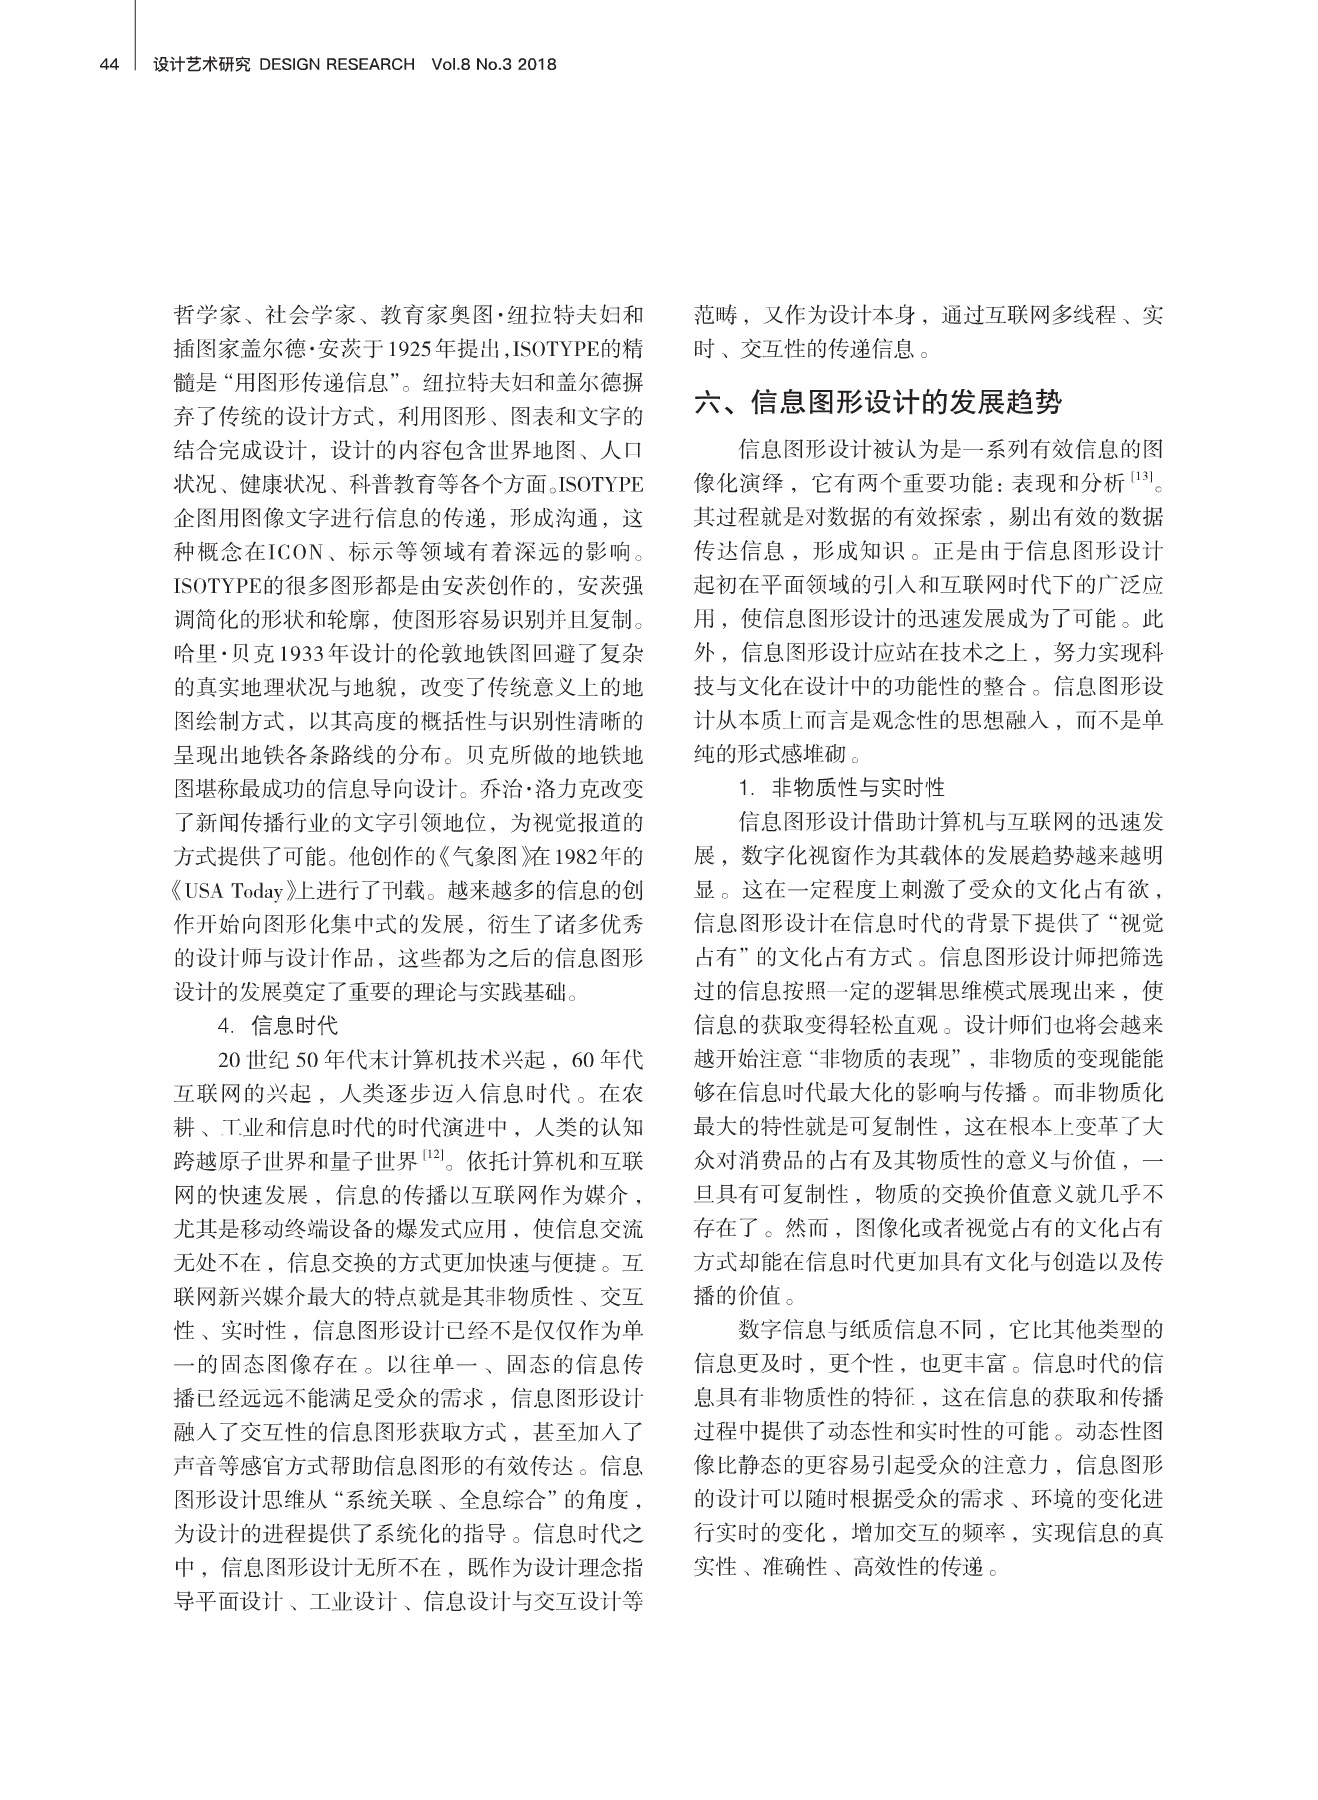 44 设计艺术研究 DESIGN RESEARCH Vol.8 No.3 2018
哲学家、社会学家、教育家奥图·纽拉特夫妇和
插图家盖尔德·安茨于1925年提出,ISOTYPE的精
髓是“用图形传递信息”。纽拉特夫妇和盖尔德摒
弃了传统的设计方式，利用图形、图表和文字的
结合完成设计，设计的内容包含世界地图、人口
状况、健康状况、科普教育等各个方面。ISOTYPE
企图用图像文字进行信息的传递，形成沟通，这
种概念在ICON、标示等领域有着深远的影响。
ISOTYPE的很多图形都是由安茨创作的，安茨强
调简化的形状和轮廓，使图形容易识别并且复制。
哈里·贝克1933年设计的伦敦地铁图回避了复杂
的真实地理状况与地貌，改变了传统意义上的地
图绘制方式，以其高度的概括性与识别性清晰的
呈现出地铁各条路线的分布。贝克所做的地铁地
图堪称最成功的信息导向设计。乔治·洛力克改变
了新闻传播行业的文字引领地位，为视觉报道的
方式提供了可能。他创作的《气象图》在1982年的
《USA Today》上进行了刊载。越来越多的信息的创
作开始向图形化集中式的发展，衍生了诸多优秀
的设计师与设计作品，这些都为之后的信息图形
设计的发展奠定了重要的理论与实践基础。
4. 信息时代
20 世纪 50 年代末计算机技术兴起，60 年代
互联网的兴起，人类逐步迈入信息时代。在农
耕、工业和信息时代的时代演进中，人类的认知
跨越原子世界和量子世界[12]。依托计算机和互联
网的快速发展，信息的传播以互联网作为媒介，
尤其是移动终端设备的爆发式应用，使信息交流
无处不在，信息交换的方式更加快速与便捷。互
联网新兴媒介最大的特点就是其非物质性、交互
性、实时性，信息图形设计已经不是仅仅作为单
一的固态图像存在。以往单一、固态的信息传
播已经远远不能满足受众的需求，信息图形设计
融入了交互性的信息图形获取方式，甚至加入了
声音等感官方式帮助信息图形的有效传达。信息
图形设计思维从“系统关联、全息综合”的角度，
为设计的进程提供了系统化的指导。信息时代之
中，信息图形设计无所不在，既作为设计理念指
导平面设计、工业设计、信息设计与交互设计等
范畴，又作为设计本身，通过互联网多线程、实
时、交互性的传递信息。
六、信息图形设计的发展趋势
信息图形设计被认为是一系列有效信息的图
像化演绎，它有两个重要功能：表现和分析[13]。
其过程就是对数据的有效探索，剔出有效的数据
传达信息，形成知识。正是由于信息图形设计
起初在平面领域的引入和互联网时代下的广泛应
用，使信息图形设计的迅速发展成为了可能。此
外，信息图形设计应站在技术之上，努力实现科
技与文化在设计中的功能性的整合。信息图形设
计从本质上而言是观念性的思想融入，而不是单
纯的形式感堆砌。
1. 非物质性与实时性
信息图形设计借助计算机与互联网的迅速发
展，数字化视窗作为其载体的发展趋势越来越明
显。这在一定程度上刺激了受众的文化占有欲，
信息图形设计在信息时代的背景下提供了“视觉
占有”的文化占有方式。信息图形设计师把筛选
过的信息按照一定的逻辑思维模式展现出来，使
信息的获取变得轻松直观。设计师们也将会越来
越开始注意“非物质的表现”，非物质的变现能能
够在信息时代最大化的影响与传播。而非物质化
最大的特性就是可复制性，这在根本上变革了大
众对消费品的占有及其物质性的意义与价值，一
旦具有可复制性，物质的交换价值意义就几乎不
存在了。然而，图像化或者视觉占有的文化占有
方式却能在信息时代更加具有文化与创造以及传
播的价值。
数字信息与纸质信息不同，它比其他类型的
信息更及时，更个性，也更丰富。信息时代的信
息具有非物质性的特征，这在信息的获取和传播
过程中提供了动态性和实时性的可能。动态性图
像比静态的更容易引起受众的注意力，信息图形
的设计可以随时根据受众的需求、环境的变化进
行实时的变化，增加交互的频率，实现信息的真
实性、准确性、高效性的传递。